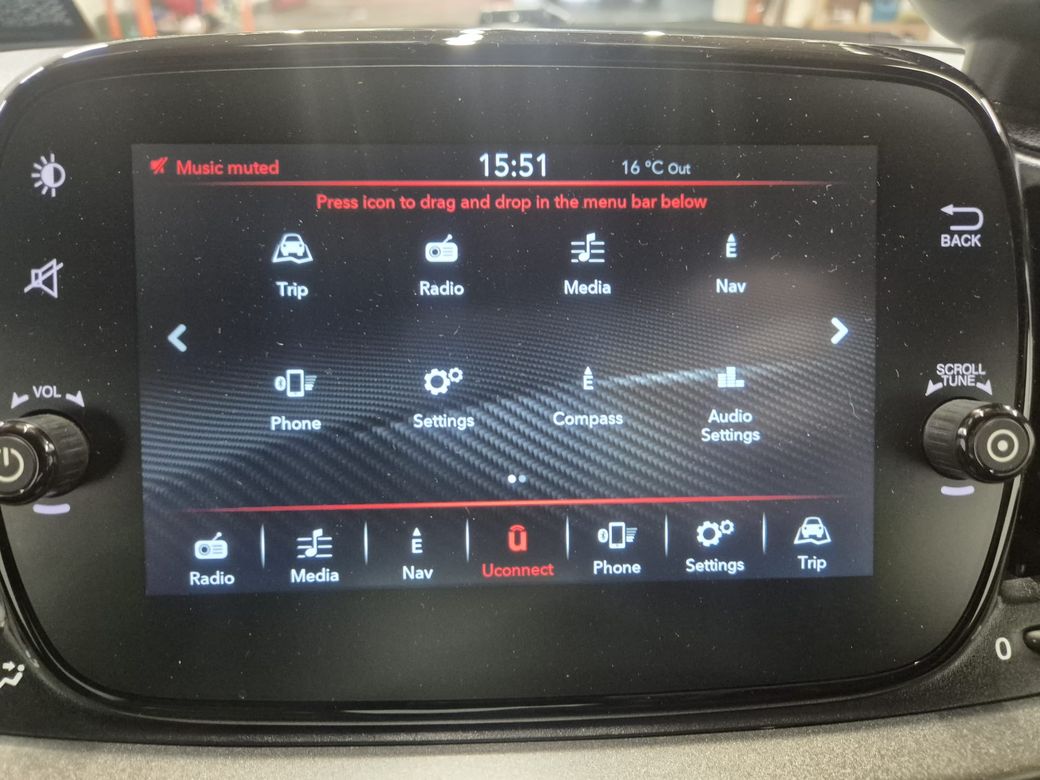 Music muted 15:51 16 °C Out
Press icon to drag and drop in the menu bar below
BACK
Trip Radio Media E Nav
VOL
SCROLL
TUNE
Phone Settings E Compass Audio
Settings
Radio Media E Nav Uconnect Phone Settings Trip
0